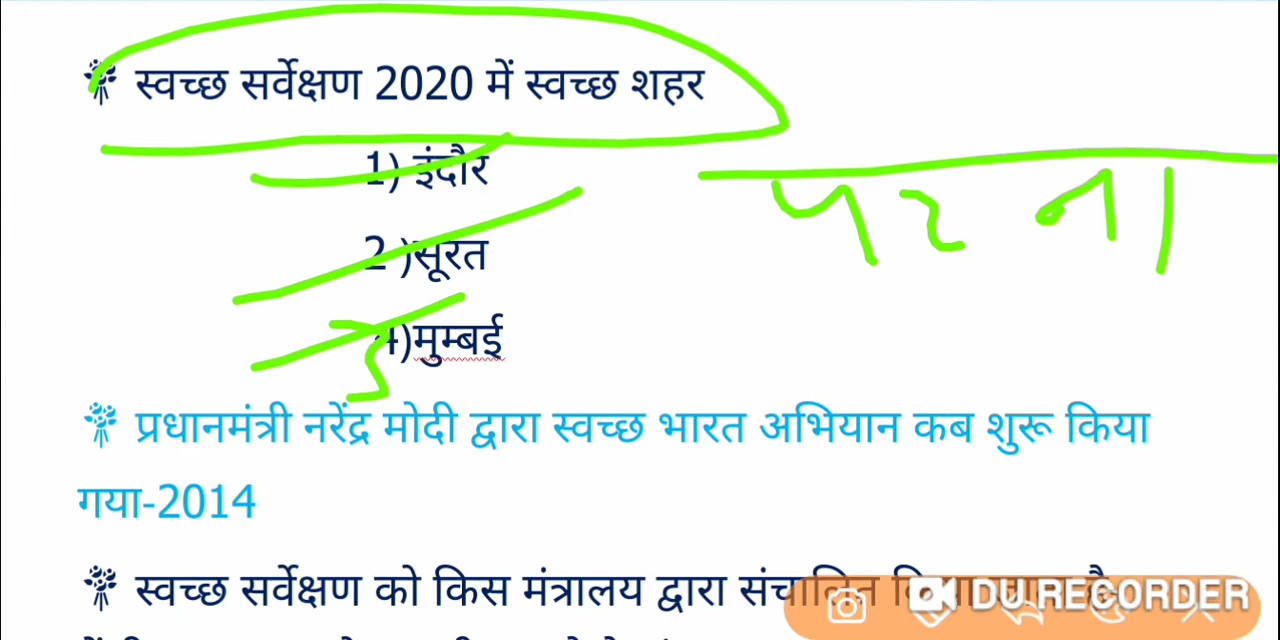 स्वच्छ सर्वेक्षण 2020 में स्वच्छ शहर
1) इंदौर
2 )सूरत
3
4)मुम्बई
पटना
प्रधानमंत्री नरेंद्र मोदी द्वारा स्वच्छ भारत अभियान कब शुरू किया
गया-2014
स्वच्छ सर्वेक्षण को किस मंत्रालय द्वारा संचालित
DU RECORDER